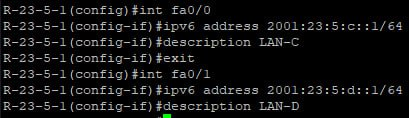 R-23-5-1(config)#int fa0/0
R-23-5-1(config-if)#ipv6 address 2001:23:5:c::1/64
R-23-5-1(config-if)#description LAN-C
R-23-5-1(config-if)#exit
R-23-5-1(config-if)#int fa0/1
R-23-5-1(config-if)#ipv6 address 2001:23:5:d::1/64
R-23-5-1(config-if)#description LAN-D